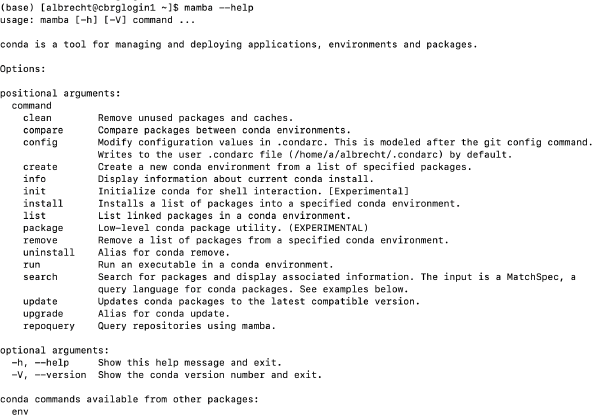 (base) [albrecht@cbrglogin1 ~]$ mamba --help
usage: mamba [-h] [-V] command ...
conda is a tool for managing and deploying applications, environments and packages.
Options:
positional arguments:
command
clean Remove unused packages and caches.
compare Compare packages between conda environments.
config Modify configuration values in .condarc. This is modeled after the git config command.
Writes to the user .condarc file (/home/a/albrecht/.condarc) by default.
create Create a new conda environment from a list of specified packages.
info Display information about current conda install.
init Initialize conda for shell interaction. [Experimental]
install Installs a list of packages into a specified conda environment.
list List linked packages in a conda environment.
package Low-level conda package utility. (EXPERIMENTAL)
remove Remove a list of packages from a specified conda environment.
uninstall Alias for conda remove.
run Run an executable in a conda environment.
search Search for packages and display associated information. The input is a MatchSpec, a
query language for conda packages. See examples below.
update Updates conda packages to the latest compatible version.
upgrade Alias for conda update.
repoquery Query repositories using mamba.
optional arguments:
-h, --help Show this help message and exit.
-V, --version Show the conda version number and exit.
conda commands available from other packages:
env